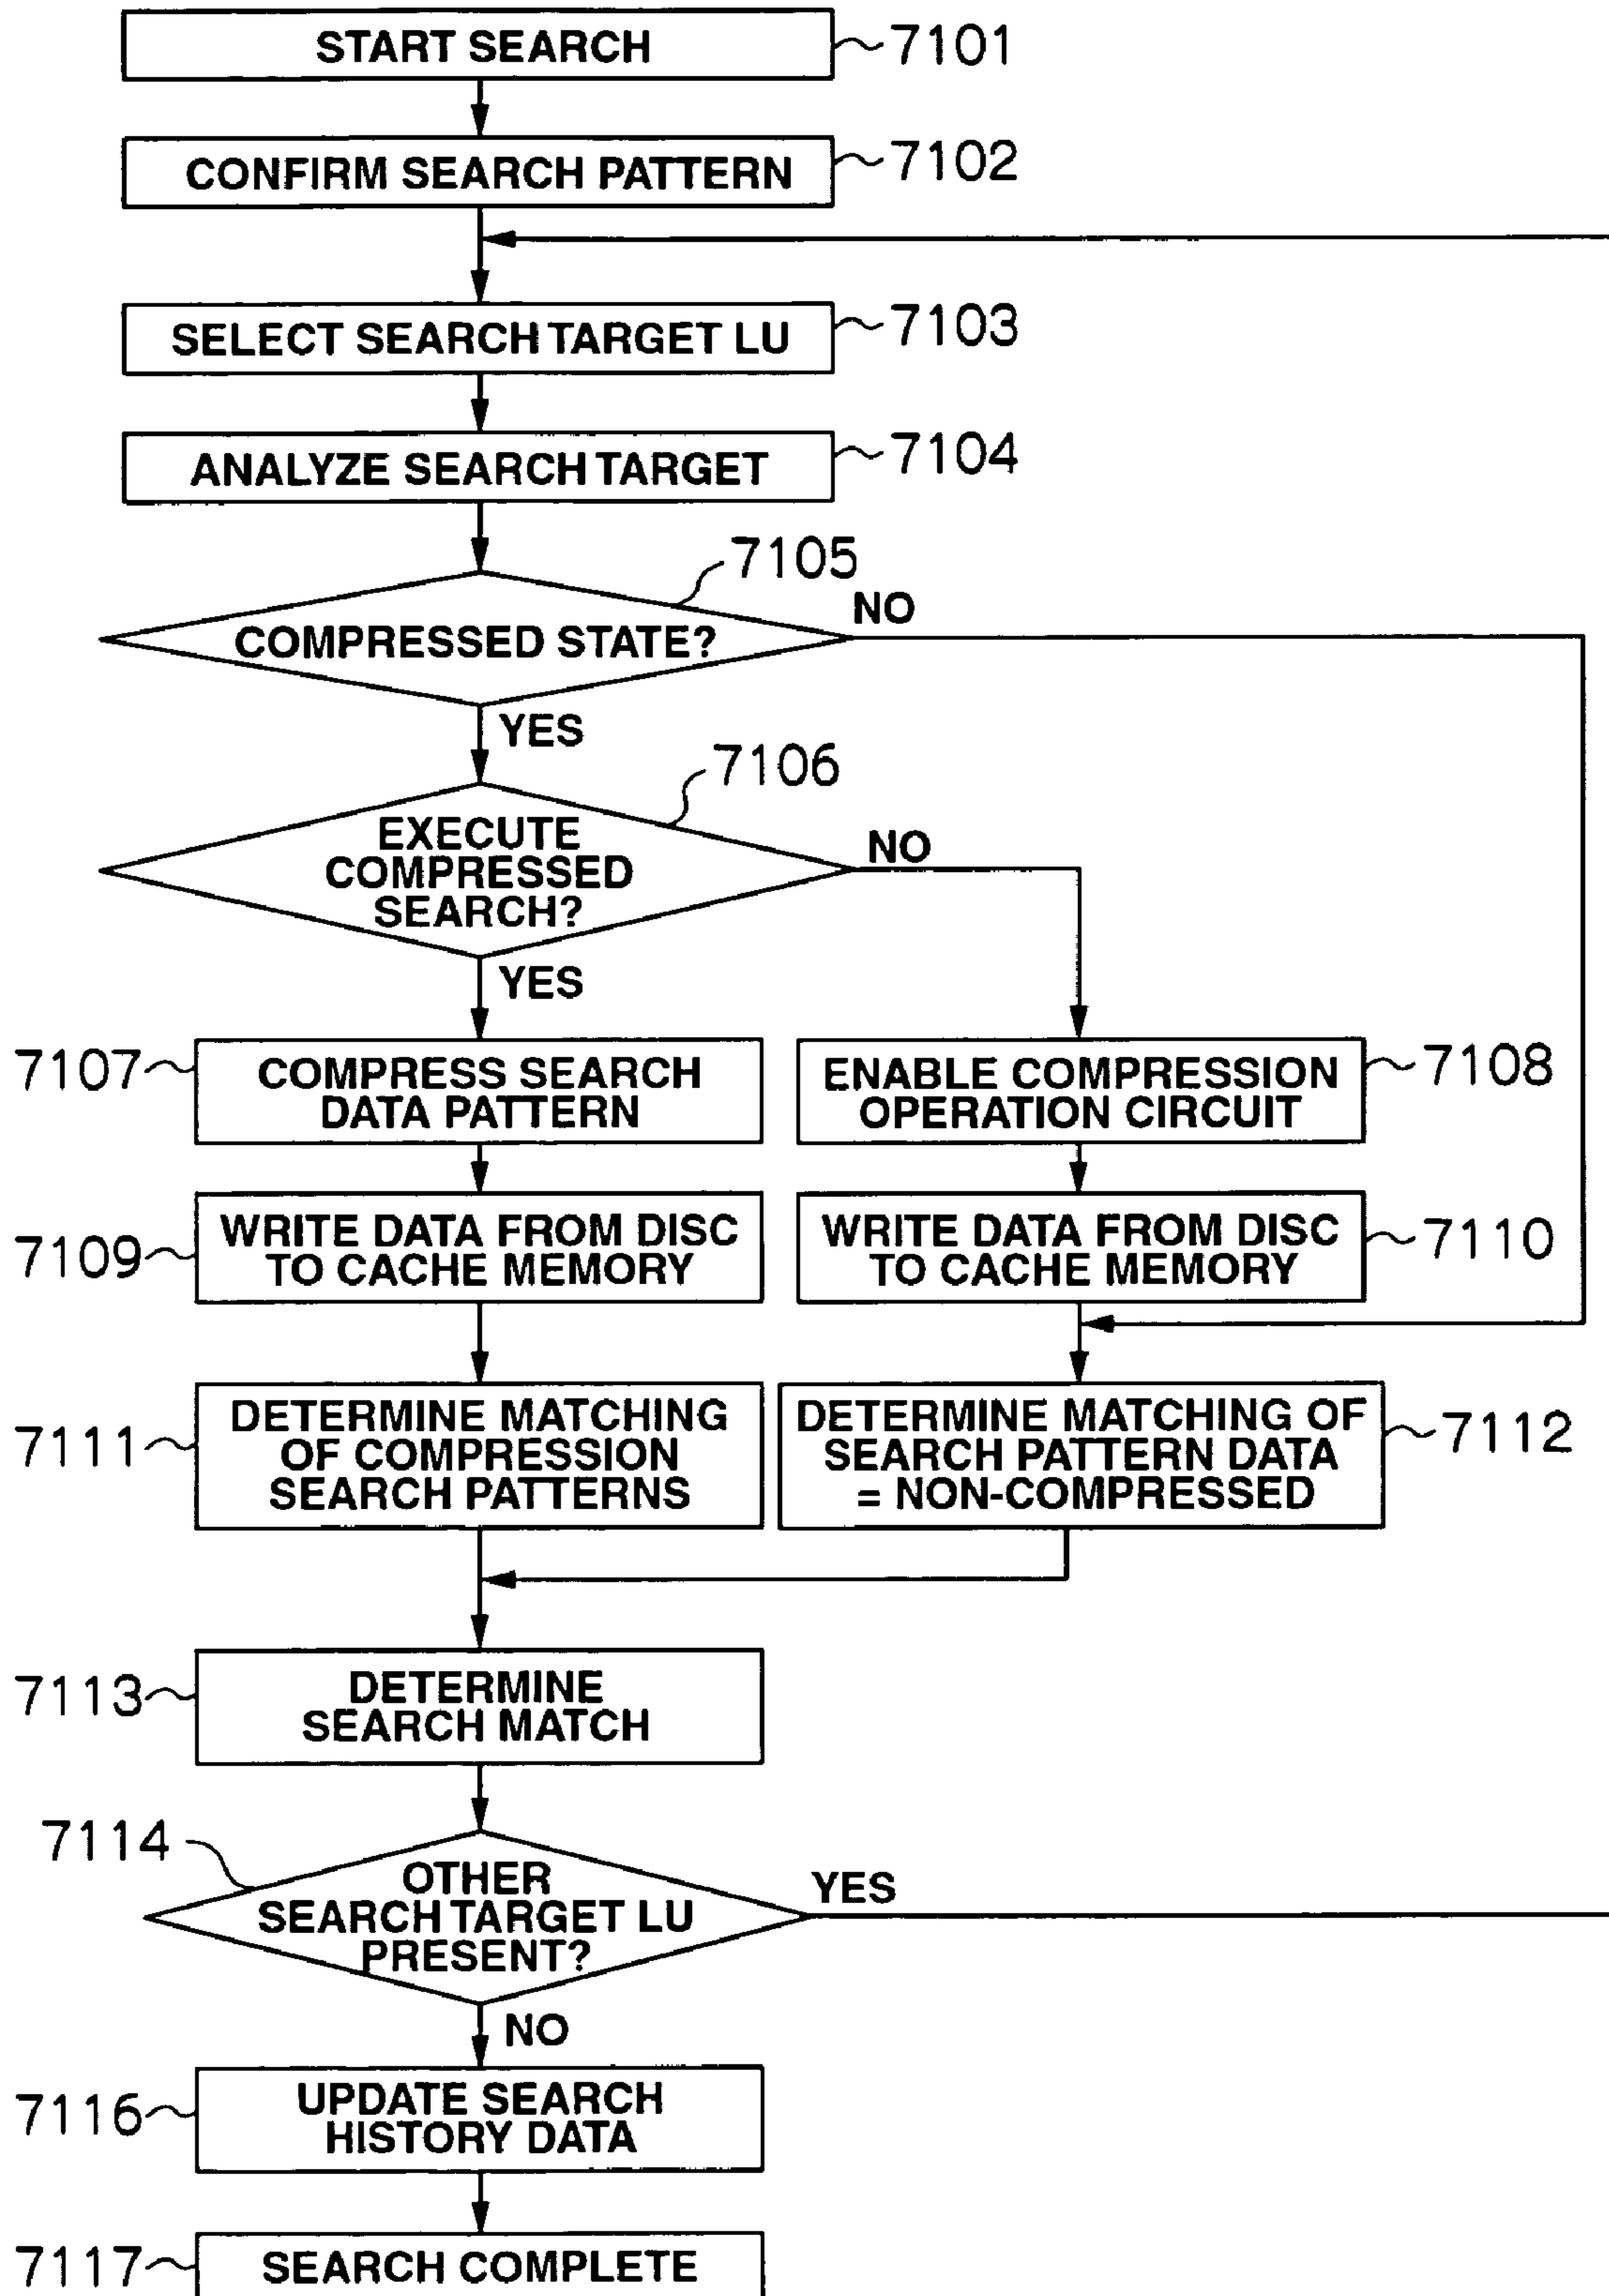 START SEARCH
7101
CONFIRM SEARCH PATTERN
7102
SELECT SEARCH TARGET LU
7103
ANALYZE SEARCH TARGET
7104
7105
COMPRESSED STATE?
NO
YES
7106
EXECUTE
COMPRESSED
SEARCH?
NO
YES
7107
COMPRESS SEARCH
DATA PATTERN
ENABLE COMPRESSION
OPERATION CIRCUIT
7108
7109
WRITE DATA FROM DISC
TO CACHE MEMORY
WRITE DATA FROM DISC
TO CACHE MEMORY
7110
7111
DETERMINE MATCHING
OF COMPRESSION
SEARCH PATTERNS
DETERMINE MATCHING OF
SEARCH PATTERN DATA
= NON-COMPRESSED
7112
7113
DETERMINE
SEARCH MATCH
7114
OTHER
SEARCH TARGET LU
PRESENT?
YES
NO
7116
UPDATE SEARCH
HISTORY DATA
7117
SEARCH COMPLETE